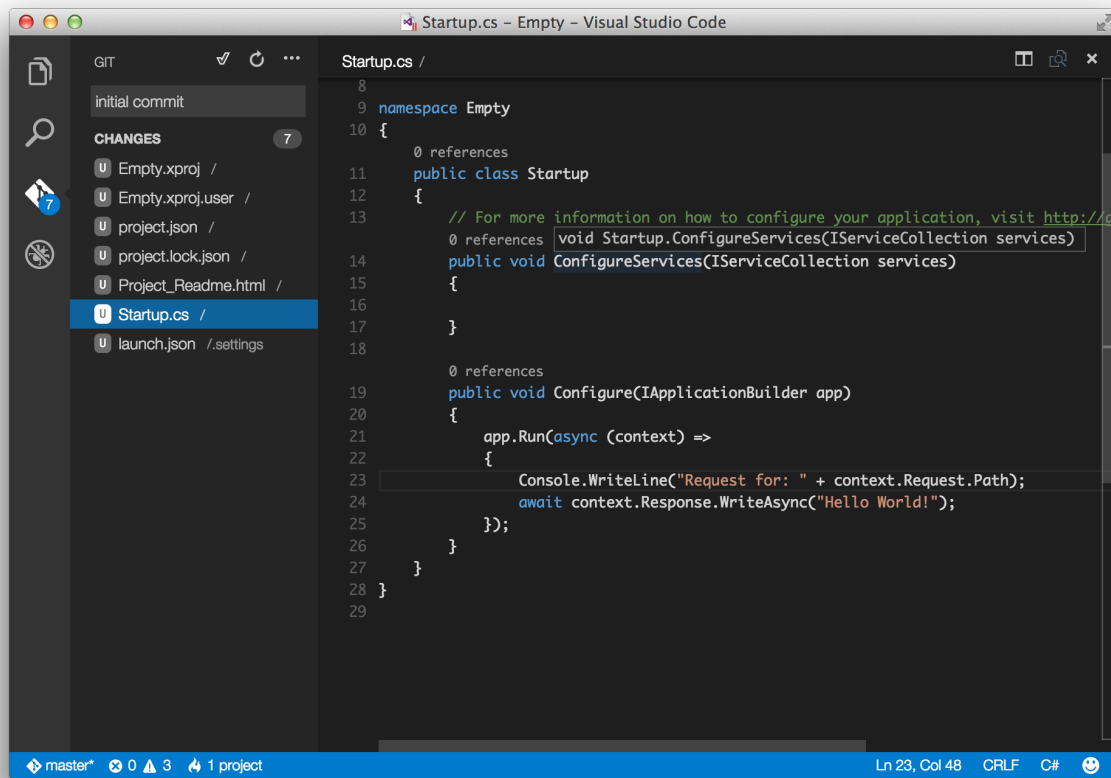 Startup.cs - Empty - Visual Studio Code
GIT
initial commit
CHANGES 7
U Empty.xproj /
U Empty.xproj.user /
U project.json /
U project.lock.json /
U Project_Readme.html /
U Startup.cs /
U launch.json /.settings
7
Startup.cs /
8
9 namespace Empty
10 {
0 references
11 public class Startup
12 {
13 // For more information on how to configure your application, visit http://
0 references void Startup.ConfigureServices(IServiceCollection services)
14 public void ConfigureServices(IServiceCollection services)
15 {
16
17 }
18
0 references
19 public void Configure(IApplicationBuilder app)
20 {
21 app.Run(async (context) =>
22 {
23 Console.WriteLine("Request for: " + context.Request.Path);
24 await context.Response.WriteAsync("Hello World!");
25 });
26 }
27 }
28 }
29
master* 0 3 1 project Ln 23, Col 48 CRLF C#